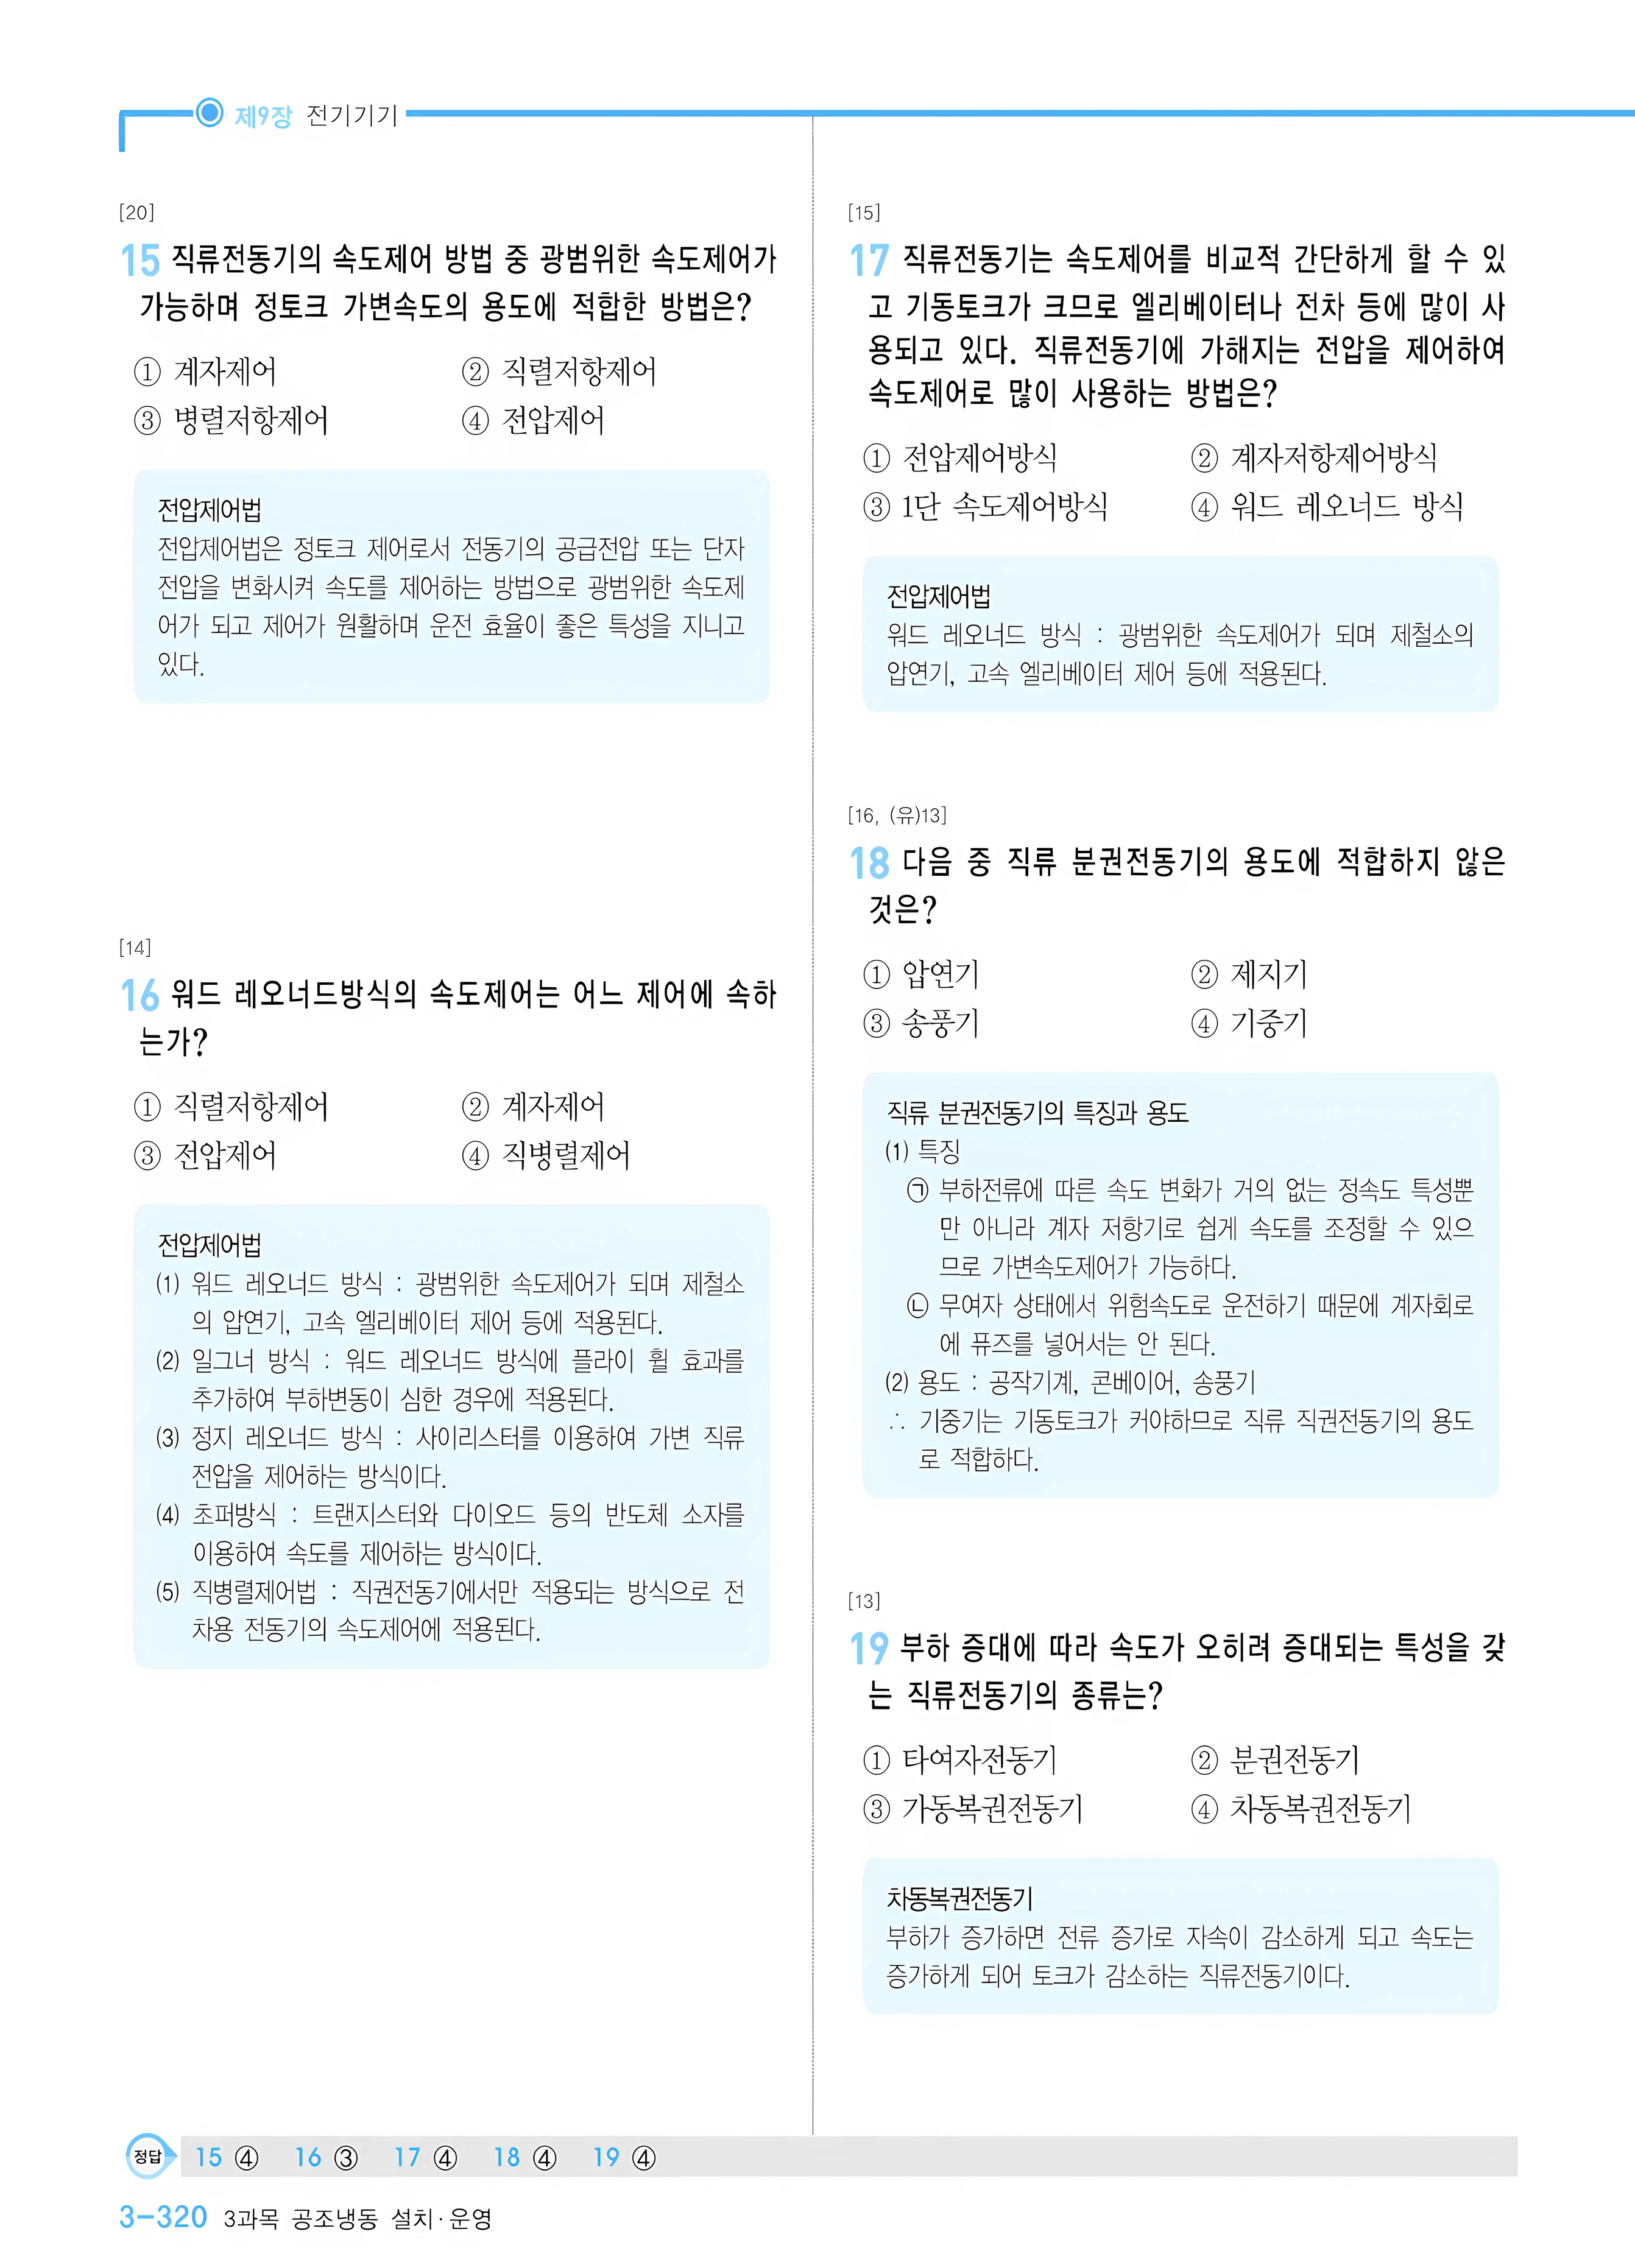 제9장 전기기기
[20]
15 직류전동기의 속도제어 방법 중 광범위한 속도제어가
가능하며 정토크 가변속도의 용도에 적합한 방법은?
① 계자제어 ② 직렬저항제어
③ 병렬저항제어 ④ 전압제어
전압제어법
전압제어법은 정토크 제어로서 전동기의 공급전압 또는 단자
전압을 변화시켜 속도를 제어하는 방법으로 광범위한 속도제
어가 되고 제어가 원활하며 운전 효율이 좋은 특성을 지니고
있다.
[14]
16 워드 레오너드방식의 속도제어는 어느 제어에 속하
는가?
① 직렬저항제어 ② 계자제어
③ 전압제어 ④ 직병렬제어
전압제어법
(1) 워드 레오너드 방식 : 광범위한 속도제어가 되며 제철소
의 압연기, 고속 엘리베이터 제어 등에 적용된다.
(2) 일그너 방식 : 워드 레오너드 방식에 플라이 휠 효과를
추가하여 부하변동이 심한 경우에 적용된다.
(3) 정지 레오너드 방식 : 사이리스터를 이용하여 가변 직류
전압을 제어하는 방식이다.
(4) 초퍼방식 : 트랜지스터와 다이오드 등의 반도체 소자를
이용하여 속도를 제어하는 방식이다.
(5) 직병렬제어법 : 직권전동기에서만 적용되는 방식으로 전
차용 전동기의 속도제어에 적용된다.
[15]
17 직류전동기는 속도제어를 비교적 간단하게 할 수 있
고 기동토크가 크므로 엘리베이터나 전차 등에 많이 사
용되고 있다. 직류전동기에 가해지는 전압을 제어하여
속도제어로 많이 사용하는 방법은?
① 전압제어방식 ② 계자저항제어방식
③ 1단 속도제어방식 ④ 워드 레오너드 방식
전압제어법
워드 레오너드 방식 : 광범위한 속도제어가 되며 제철소의
압연기, 고속 엘리베이터 제어 등에 적용된다.
[16, (유)13]
18 다음 중 직류 분권전동기의 용도에 적합하지 않은
것은?
① 압연기 ② 제지기
③ 송풍기 ④ 기중기
직류 분권전동기의 특징과 용도
(1) 특징
㉠ 부하전류에 따른 속도 변화가 거의 없는 정속도 특성뿐
만 아니라 계자 저항기로 쉽게 속도를 조정할 수 있으
므로 가변속도제어가 가능하다.
㉡ 무여자 상태에서 위험속도로 운전하기 때문에 계자회로
에 퓨즈를 넣어서는 안 된다.
(2) 용도 : 공작기계, 콘베이어, 송풍기
∴ 기중기는 기동토크가 커야하므로 직류 직권전동기의 용도
로 적합하다.
[13]
19 부하 증대에 따라 속도가 오히려 증대되는 특성을 갖
는 직류전동기의 종류는?
① 타여자전동기 ② 분권전동기
③ 가동복권전동기 ④ 차동복권전동기
차동복권전동기
부하가 증가하면 전류 증가로 자속이 감소하게 되고 속도는
증가하게 되어 토크가 감소하는 직류전동기이다.
정답 15 ④ 16 ③ 17 ④ 18 ④ 19 ④
3-320 3과목 공조냉동 설치·운영